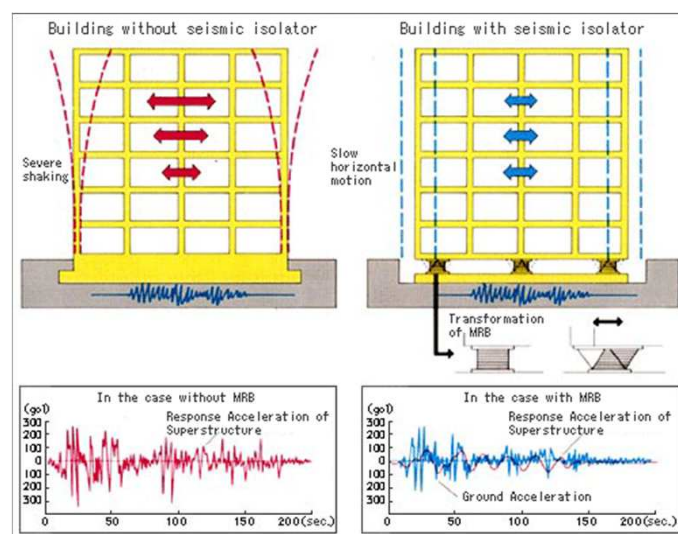 Building without seismic isolator
Building with seismic isolator
Severe
shaking
Slow
horizontal
motion
Transformation
of MRB
In the case without MRB
(gol)
300
200
100
0
100
200
300
Response Acceleration of
Superstructure
0
50
100
150
200(sec.)
In the case with MRB
(gol)
300
200
100
0
100
200
300
Response Acceleration of
Superstructure
Ground Acceleration
0
50
100
150
200(sec.)